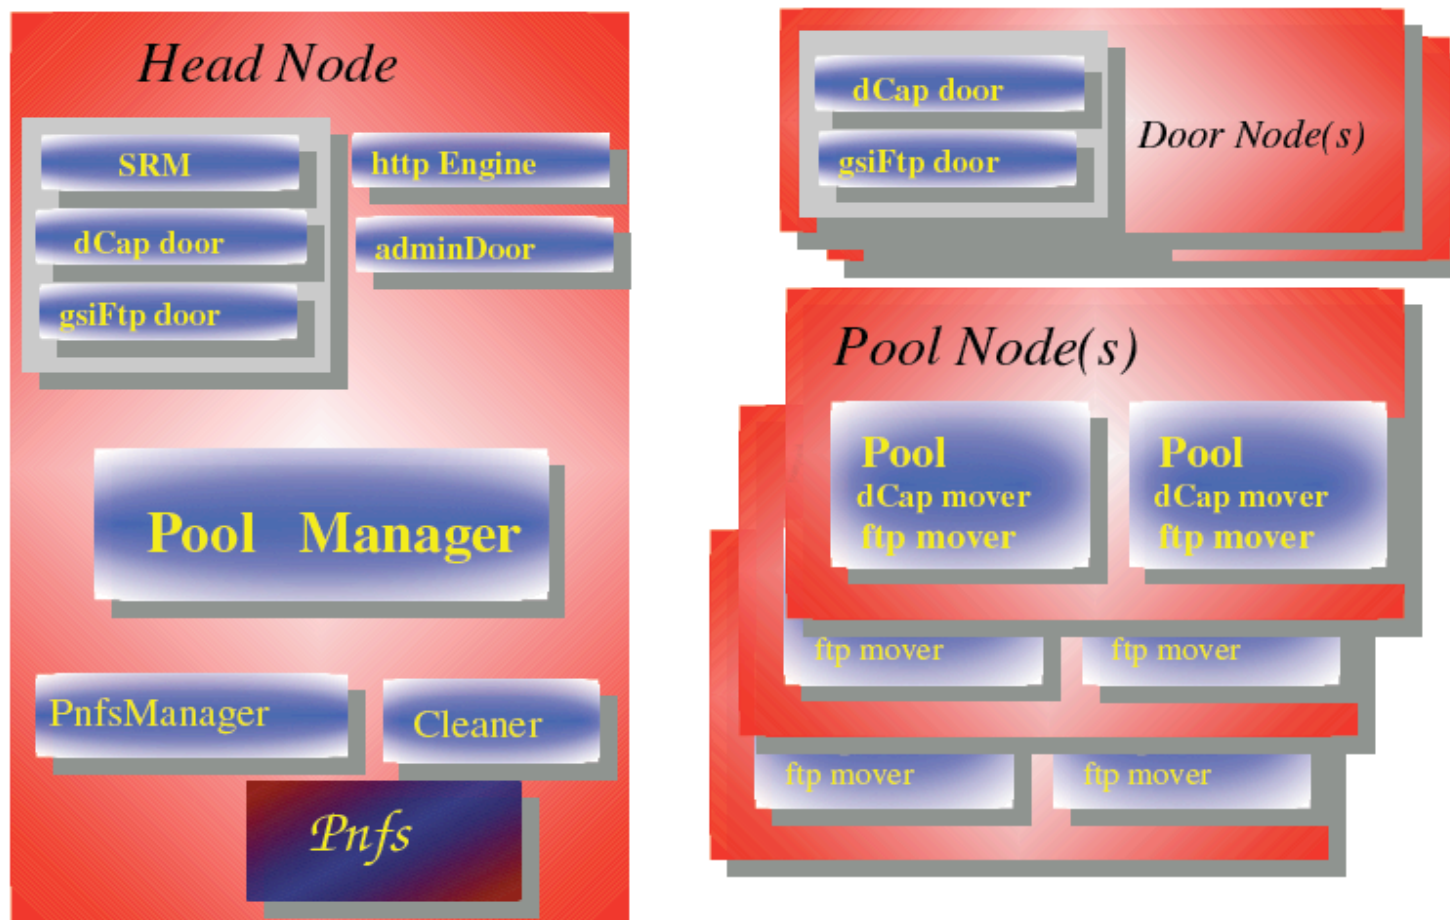 Head Node
SRM
dCap door
gsiFtp door
http Engine
adminDoor
Pool Manager
PnfsManager
Cleaner
Pnfs
dCap door
gsiFtp door
Door Node(s)
Pool Node(s)
Pool
dCap mover
ftp mover
Pool
dCap mover
ftp mover
ftp mover
ftp mover
ftp mover
ftp mover